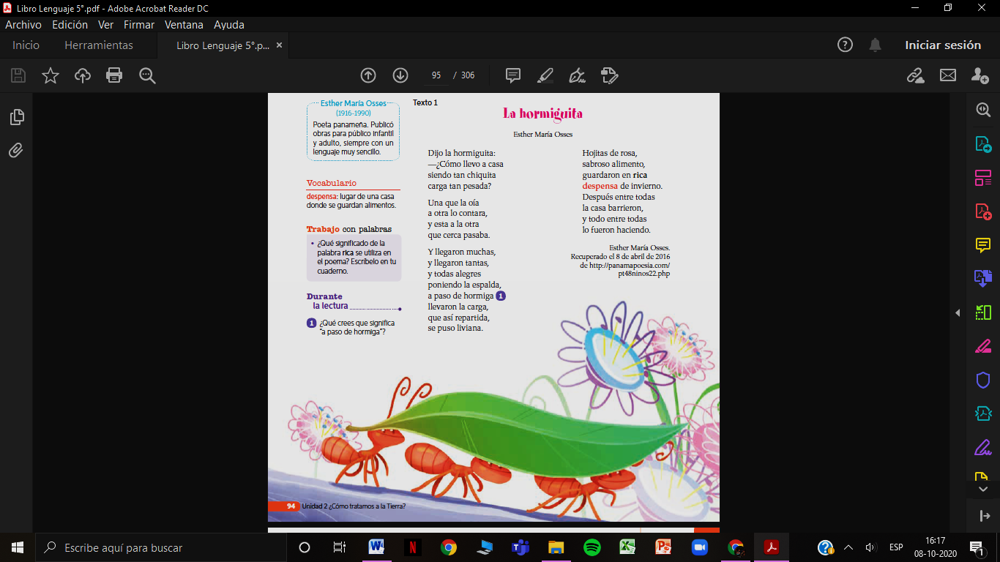 Libro Lenguaje 5°.pdf - Adobe Acrobat Reader DC
Archivo Edición Ver Firmar Ventana Ayuda
Inicio Herramientas Libro Lenguaje 5°.p... ×
Iniciar sesión
95 / 306
Esther María Osses
(1916-1990)
Poeta panameña. Publicó
obras para público infantil
y adulto, siempre con un
lenguaje muy sencillo.
Vocabulario
despensa: lugar de una casa
donde se guardan alimentos.
Trabajo con palabras
• ¿Qué significado de la
palabra rica se utiliza en
el poema? Escríbelo en tu
cuaderno.
Durante
la lectura
1 ¿Qué crees que significa
"a paso de hormiga"?
Texto 1
La hormiguita
Esther María Osses
Dijo la hormiguita:
—¿Cómo llevo a casa
siendo tan chiquita
carga tan pesada?
Una que la oía
a otra lo contara,
y esta a la otra
que cerca pasaba.
Y llegaron muchas,
y llegaron tantas,
y todas alegres
poniendo la espalda,
a paso de hormiga 1
llevaron la carga,
que así repartida,
se puso liviana.
Hojitas de rosa,
sabroso alimento,
guardaron en rica
despensa de invierno.
Después entre todas
la casa barrieron,
y todo entre todas
lo fueron haciendo.
Esther María Osses.
Recuperado el 8 de abril de 2016
de http://panamapoesia.com/
pt48ninos22.php
94 Unidad 2 ¿Cómo tratamos a la Tierra?
Escribe aquí para buscar
ESP
16:17
08-10-2020
1